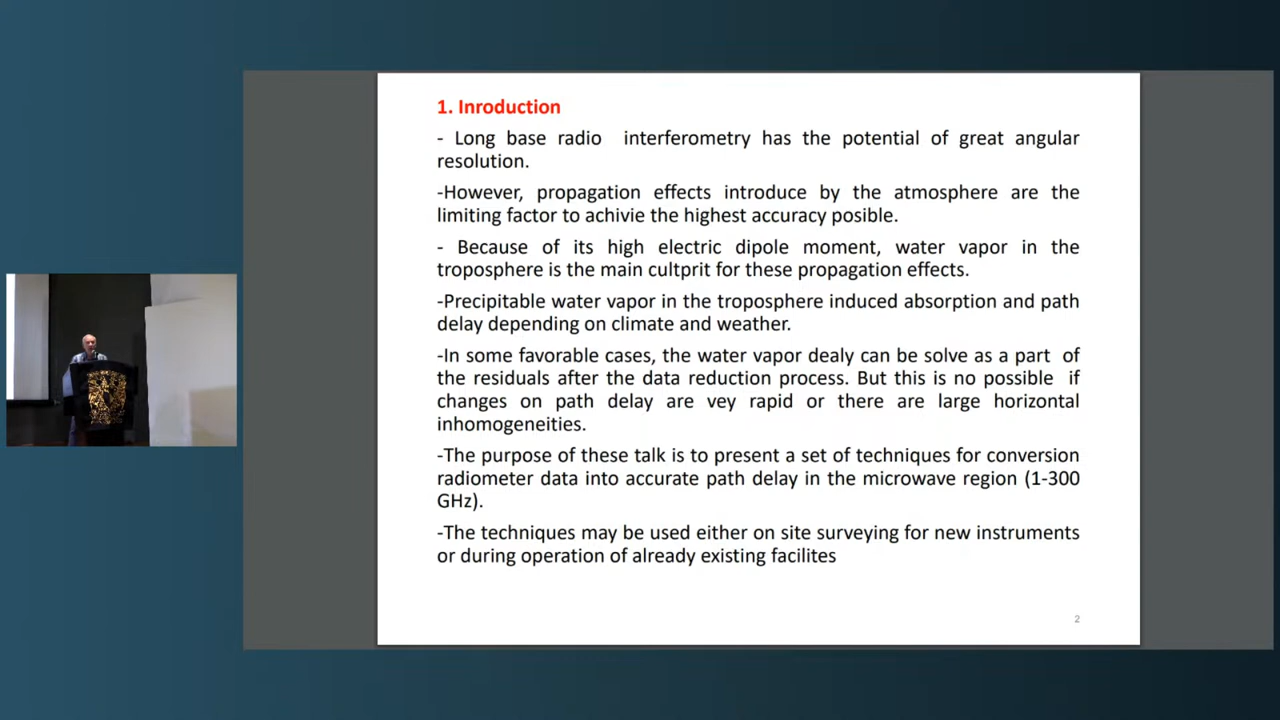 1. Inroduction
- Long base radio interferometry has the potential of great angular
resolution.
-However, propagation effects introduce by the atmosphere are the
limiting factor to achivie the highest accuracy posible.
- Because of its high electric dipole moment, water vapor in the
troposphere is the main cultprit for these propagation effects.
-Precipitable water vapor in the troposphere induced absorption and path
delay depending on climate and weather.
-In some favorable cases, the water vapor dealy can be solve as a part of
the residuals after the data reduction process. But this is no possible if
changes on path delay are vey rapid or there are large horizontal
inhomogeneities.
-The purpose of these talk is to present a set of techniques for conversion
radiometer data into accurate path delay in the microwave region (1-300
GHz).
-The techniques may be used either on site surveying for new instruments
or during operation of already existing facilites
2